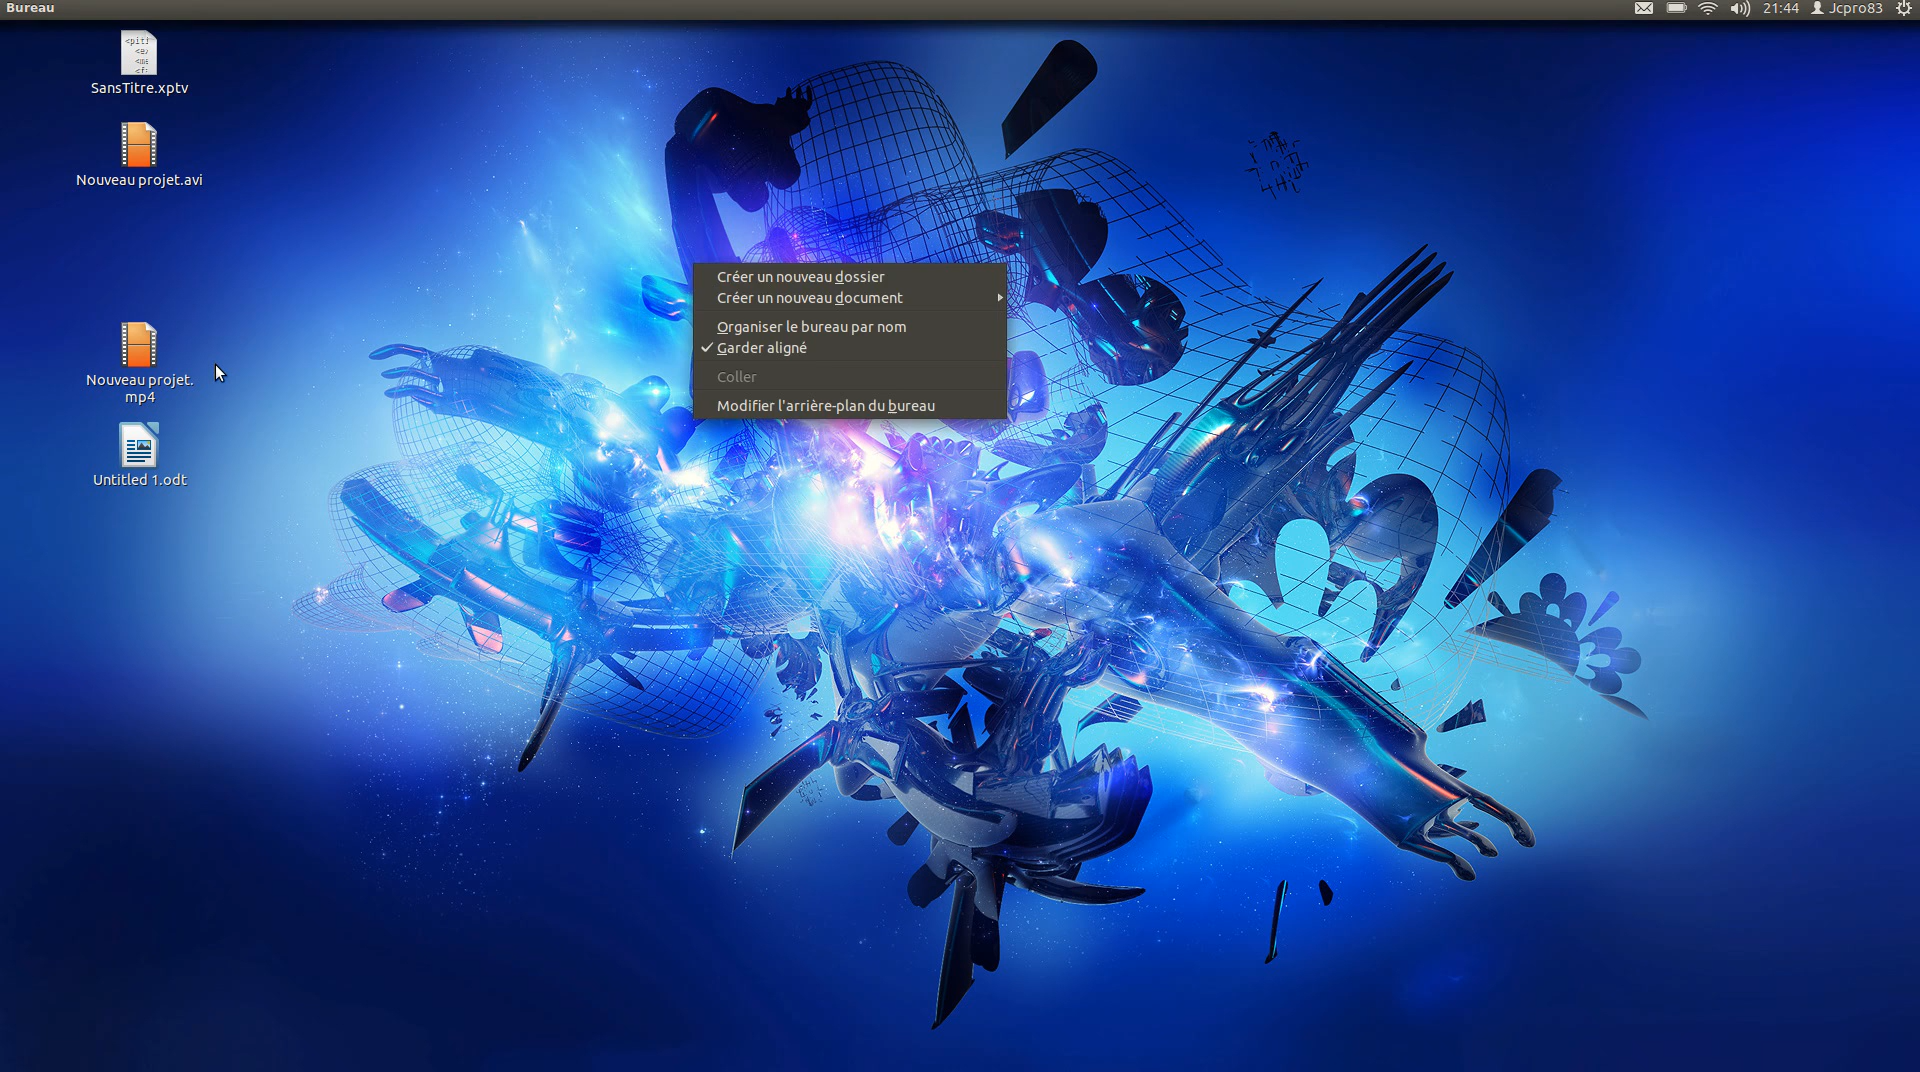 Bureau
21:44 Jcpro83
SansTitre.xptv
Nouveau projet.avi
Nouveau projet.
mp4
Untitled 1.odt
Créer un nouveau dossier
Créer un nouveau document
Organiser le bureau par nom
Garder aligné
Coller
Modifier l'arrière-plan du bureau